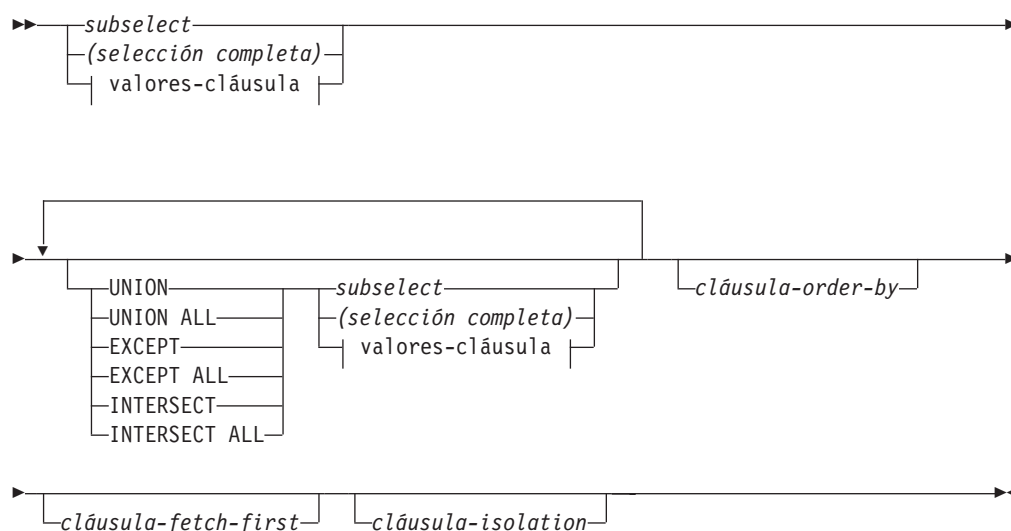 subselect
(selección completa)
valores-cláusula
UNION subselect cláusula-order-by
UNION ALL (selección completa)
EXCEPT valores-cláusula
EXCEPT ALL
INTERSECT
INTERSECT ALL
cláusula-fetch-first cláusula-isolation